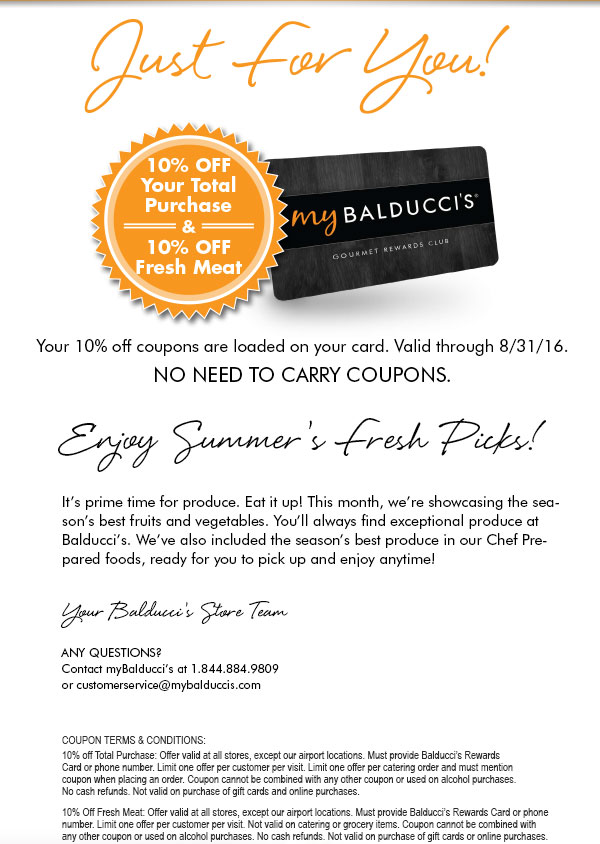 Just For You!
10% OFF
Your Total
Purchase
&
10% OFF
Fresh Meat
my BALDUCCI'S®
GOURMET REWARDS CLUB
Your 10% off coupons are loaded on your card. Valid through 8/31/16.
NO NEED TO CARRY COUPONS.
Enjoy Summer's Fresh Picks!
It's prime time for produce. Eat it up! This month, we're showcasing the sea-
son's best fruits and vegetables. You'll always find exceptional produce at
Balducci's. We've also included the season's best produce in our Chef Pre-
pared foods, ready for you to pick up and enjoy anytime!
Your Balducci's Store Team
ANY QUESTIONS?
Contact myBalducci's at 1.844.884.9809
or customerservice@mybalduccis.com
COUPON TERMS & CONDITIONS:
10% off Total Purchase: Offer valid at all stores, except our airport locations. Must provide Balducci's Rewards
Card or phone number. Limit one offer per customer per visit. Limit one offer per catering order and must mention
coupon when placing an order. Coupon cannot be combined with any other coupon or used on alcohol purchases.
No cash refunds. Not valid on purchase of gift cards and online purchases.
10% Off Fresh Meat: Offer valid at all stores, except our airport locations. Must provide Balducci's Rewards Card or phone
number. Limit one offer per customer per visit. Not valid on catering or grocery items. Coupon cannot be combined with
any other coupon or used on alcohol purchases. No cash refunds. Not valid on purchase of gift cards or online purchases.